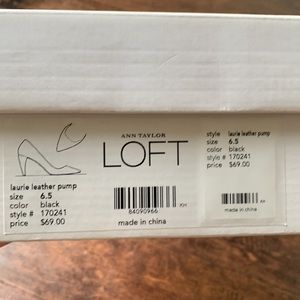 ANN TAYLOR
LOFT
laurie leather pump
size 6.5
color black
style # 170241
price $69.00
84090966
XH
made in china
style laurie leather pump
size 6.5
color black
style # 170241
price $69.00
made in china